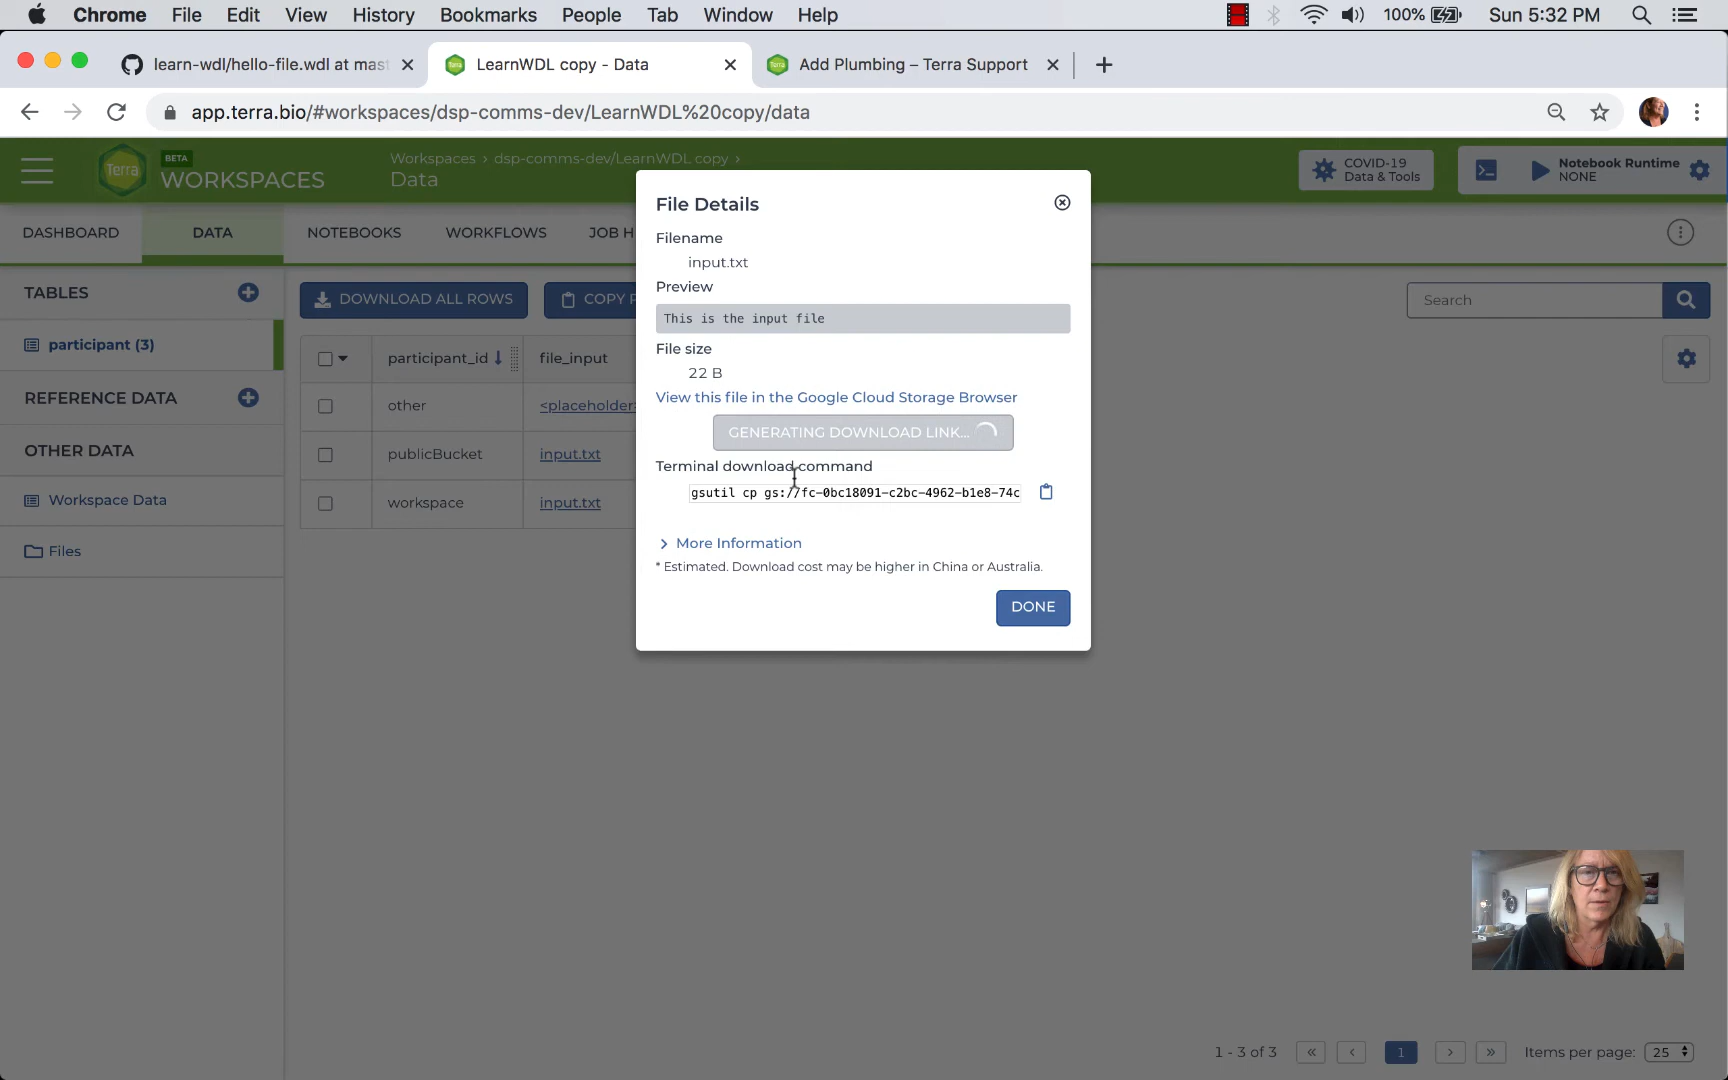 Chrome File Edit View History Bookmarks People Tab Window Help 100% Sun 5:32 PM
learn-wdl/hello-file.wdl at mas
LearnWDL copy - Data
Add Plumbing – Terra Support
app.terra.bio/#workspaces/dsp-comms-dev/LearnWDL%20copy/data
Terra
BETA
WORKSPACES
Workspaces › dsp-comms-dev/LearnWDL copy ›
Data
COVID-19
Data & Tools
Notebook Runtime
NONE
DASHBOARD DATA NOTEBOOKS WORKFLOWS JOB H
TABLES
participant (3)
REFERENCE DATA
OTHER DATA
Workspace Data
Files
DOWNLOAD ALL ROWS
COPY
Search
participant_id file_input
other <placeholder
publicBucket input.txt
workspace input.txt
File Details
Filename
input.txt
Preview
This is the input file
File size
22 B
View this file in the Google Cloud Storage Browser
GENERATING DOWNLOAD LINK...
Terminal download command
gsutil cp gs://fc-0bc18091-c2bc-4962-b1e8-74c
More Information
* Estimated. Download cost may be higher in China or Australia.
DONE
1 - 3 of 3 « ‹ 1 › » Items per page: 25